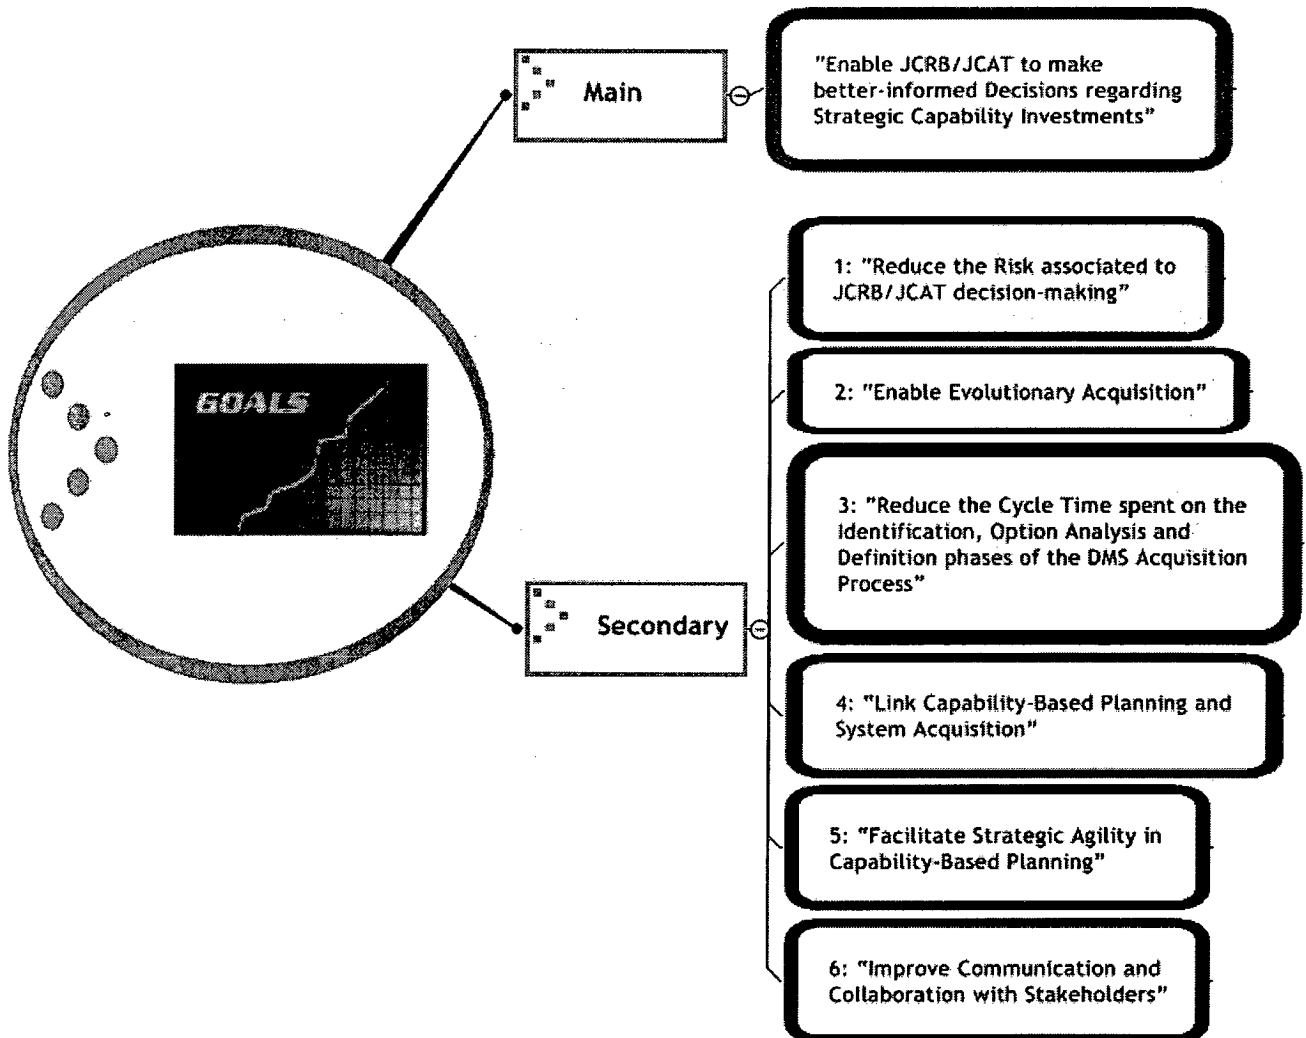 Main
"Enable JCRB/JCAT to make
better-informed Decisions regarding
Strategic Capability Investments"
GOALS
Secondary
1: "Reduce the Risk associated to
JCRB/JCAT decision-making"
2: "Enable Evolutionary Acquisition"
3: "Reduce the Cycle Time spent on the
Identification, Option Analysis and
Definition phases of the DMS Acquisition
Process"
4: "Link Capability-Based Planning and
System Acquisition"
5: "Facilitate Strategic Agility in
Capability-Based Planning"
6: "Improve Communication and
Collaboration with Stakeholders"